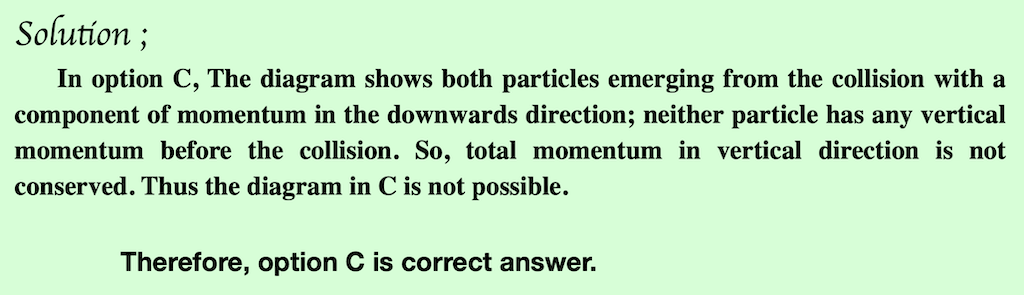 Solution ;
In option C, The diagram shows both particles emerging from the collision with a
component of momentum in the downwards direction; neither particle has any vertical
momentum before the collision. So, total momentum in vertical direction is not
conserved. Thus the diagram in C is not possible.
Therefore, option C is correct answer.